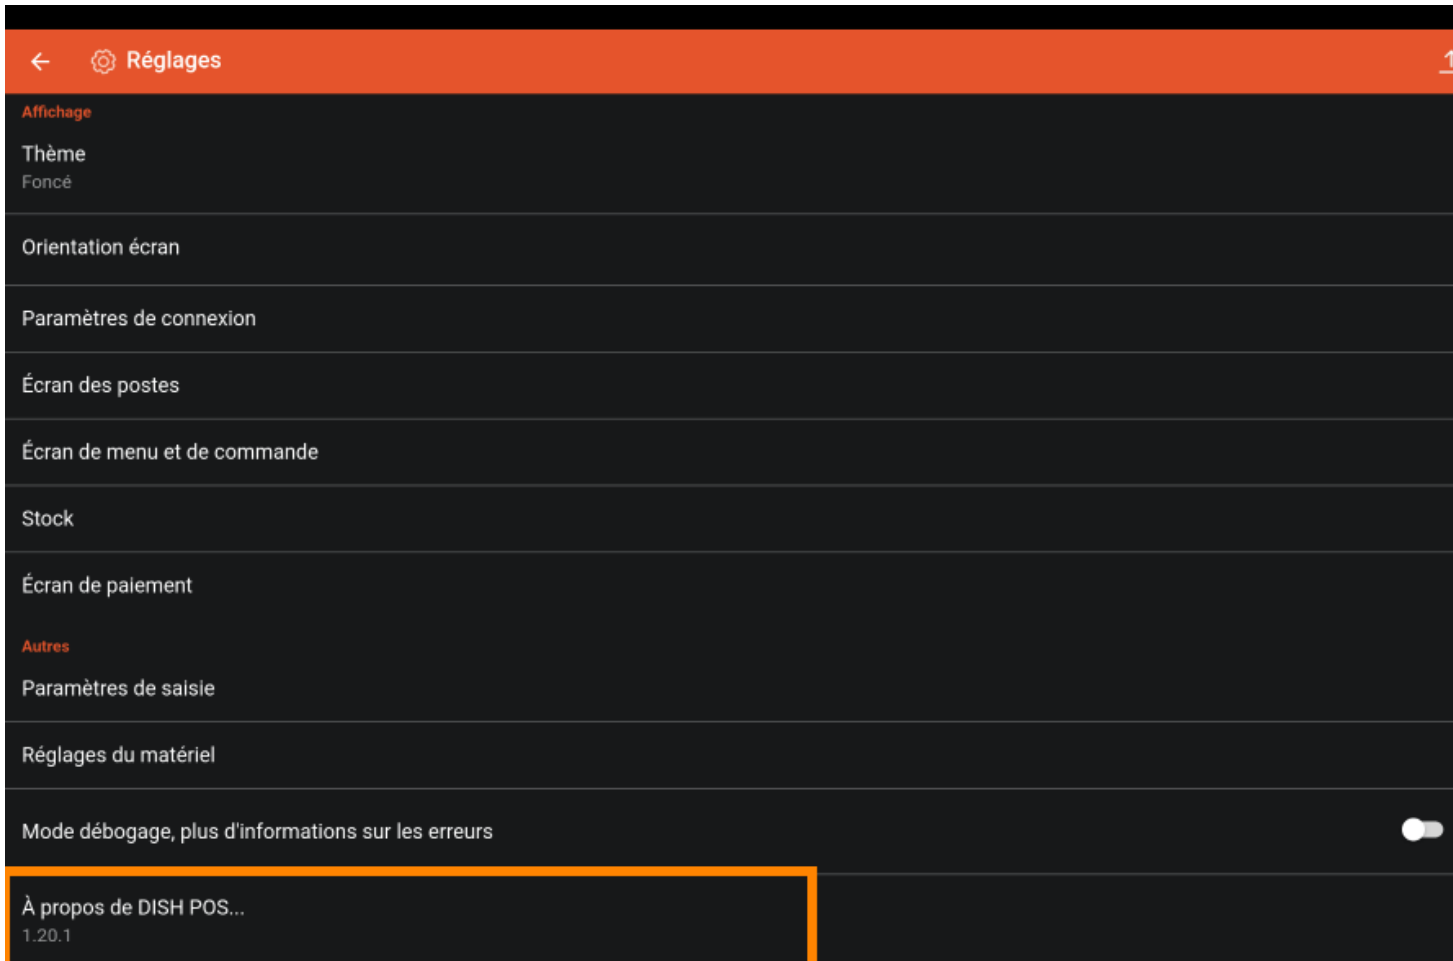 Réglages
Affichage
Thème
Foncé
Orientation écran
Paramètres de connexion
Écran des postes
Écran de menu et de commande
Stock
Écran de paiement
Autres
Paramètres de saisie
Réglages du matériel
Mode débogage, plus d'informations sur les erreurs
À propos de DISH POS...
1.20.1